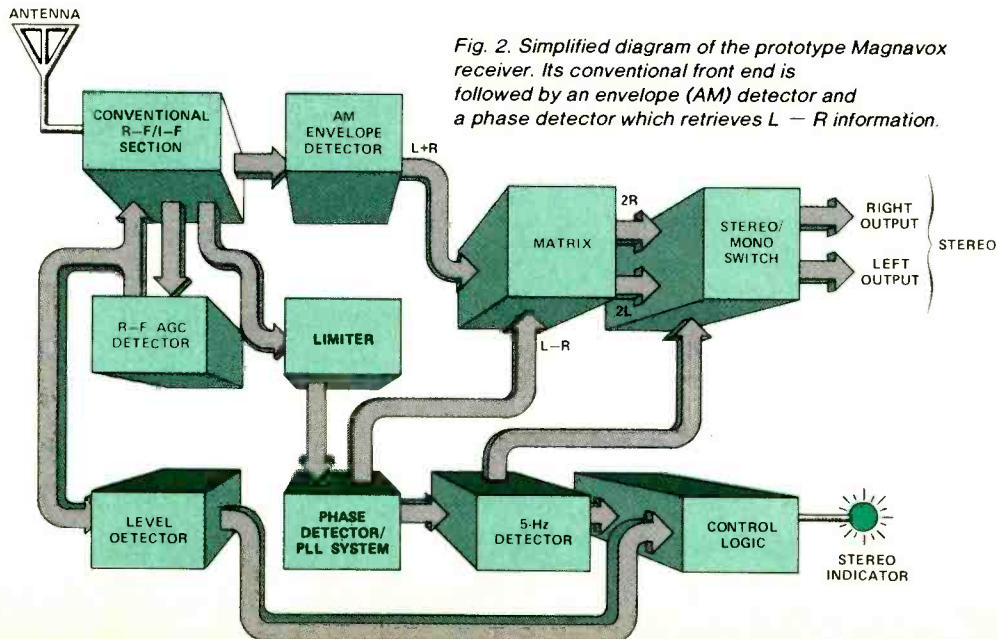 ANTENNA
Fig. 2. Simplified diagram of the prototype Magnavox
receiver. Its conventional front end is
followed by an envelope (AM) detector and
a phase detector which retrieves L − R information.
CONVENTIONAL
R-F/I-F
SECTION
AM
ENVELOPE
DETECTOR
L+R
MATRIX
2R
2L
STEREO/
MONO
SWITCH
RIGHT
OUTPUT
LEFT
OUTPUT
STEREO
R-F AGC
DETECTOR
LIMITER
L−R
LEVEL
DETECTOR
PHASE
DETECTOR/
PLL SYSTEM
5-Hz
DETECTOR
CONTROL
LOGIC
STEREO
INDICATOR